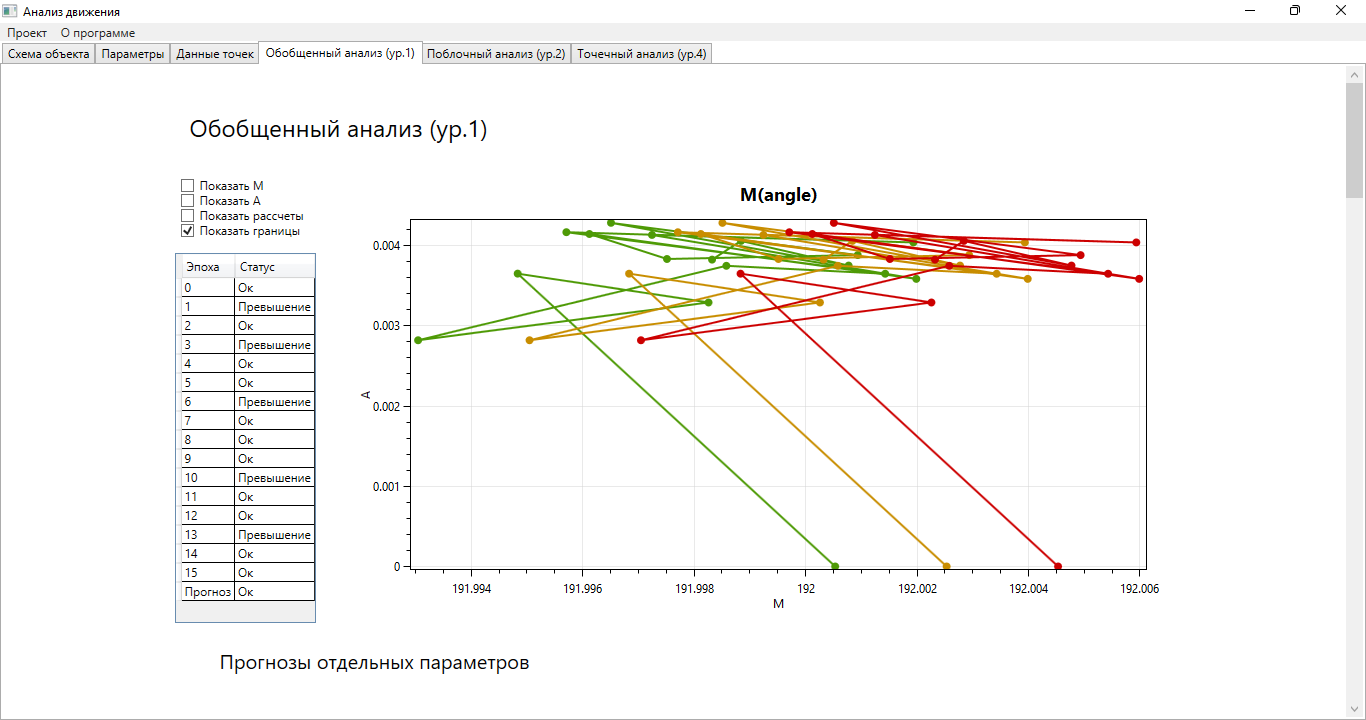 Анализ движения
Проект О программе
Схема объекта Параметры Данные точек Обобщенный анализ (ур.1) Поблочный анализ (ур.2) Точечный анализ (ур.4)
Обобщенный анализ (ур.1)
Показать M
Показать A
Показать рассчеты
Показать границы
Эпоха Статус
0 Ок
1 Превышение
2 Ок
3 Превышение
4 Ок
5 Ок
6 Превышение
7 Ок
8 Ок
9 Ок
10 Превышение
11 Ок
12 Ок
13 Превышение
14 Ок
15 Ок
Прогноз Ок
M(angle)
0.004
0.003
0.002
0.001
0
A
191.994 191.996 191.998 192 192.002 192.004 192.006
M
Прогнозы отдельных параметров